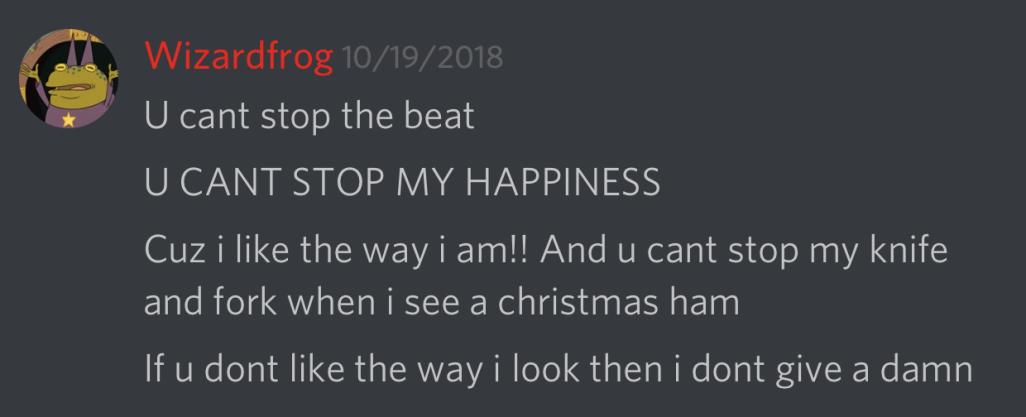 Wizardfrog 10/19/2018
U cant stop the beat
U CANT STOP MY HAPPINESS
Cuz i like the way i am!! And u cant stop my knife
and fork when i see a christmas ham
If u dont like the way i look then i dont give a damn